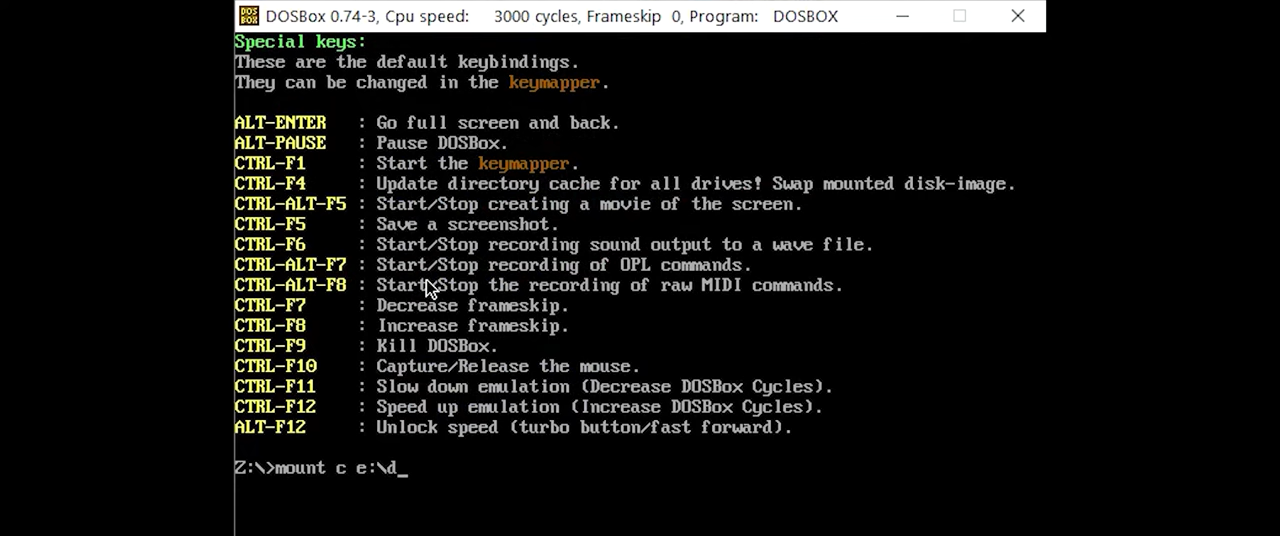 DOSBox 0.74-3, Cpu speed: 3000 cycles, Frameskip 0, Program: DOSBOX
Special keys:
These are the default keybindings.
They can be changed in the keymapper.
ALT-ENTER : Go full screen and back.
ALT-PAUSE : Pause DOSBox.
CTRL-F1 : Start the keymapper.
CTRL-F4 : Update directory cache for all drives! Swap mounted disk-image.
CTRL-ALT-F5 : Start/Stop creating a movie of the screen.
CTRL-F5 : Save a screenshot.
CTRL-F6 : Start/Stop recording sound output to a wave file.
CTRL-ALT-F7 : Start/Stop recording of OPL commands.
CTRL-ALT-F8 : Start/Stop the recording of raw MIDI commands.
CTRL-F7 : Decrease frameskip.
CTRL-F8 : Increase frameskip.
CTRL-F9 : Kill DOSBox.
CTRL-F10 : Capture/Release the mouse.
CTRL-F11 : Slow down emulation (Decrease DOSBox Cycles).
CTRL-F12 : Speed up emulation (Increase DOSBox Cycles).
ALT-F12 : Unlock speed (turbo button/fast forward).
Z:\>mount c e:\d_